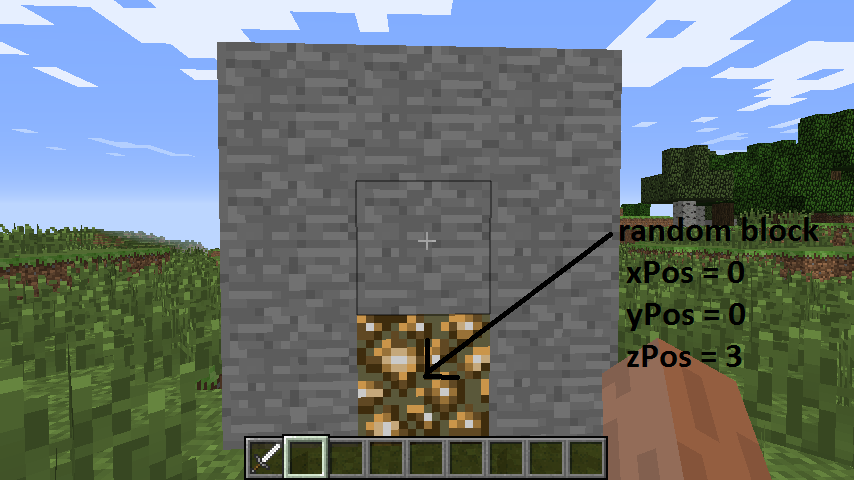 random block
xPos = 0
yPos = 0
zPos = 3